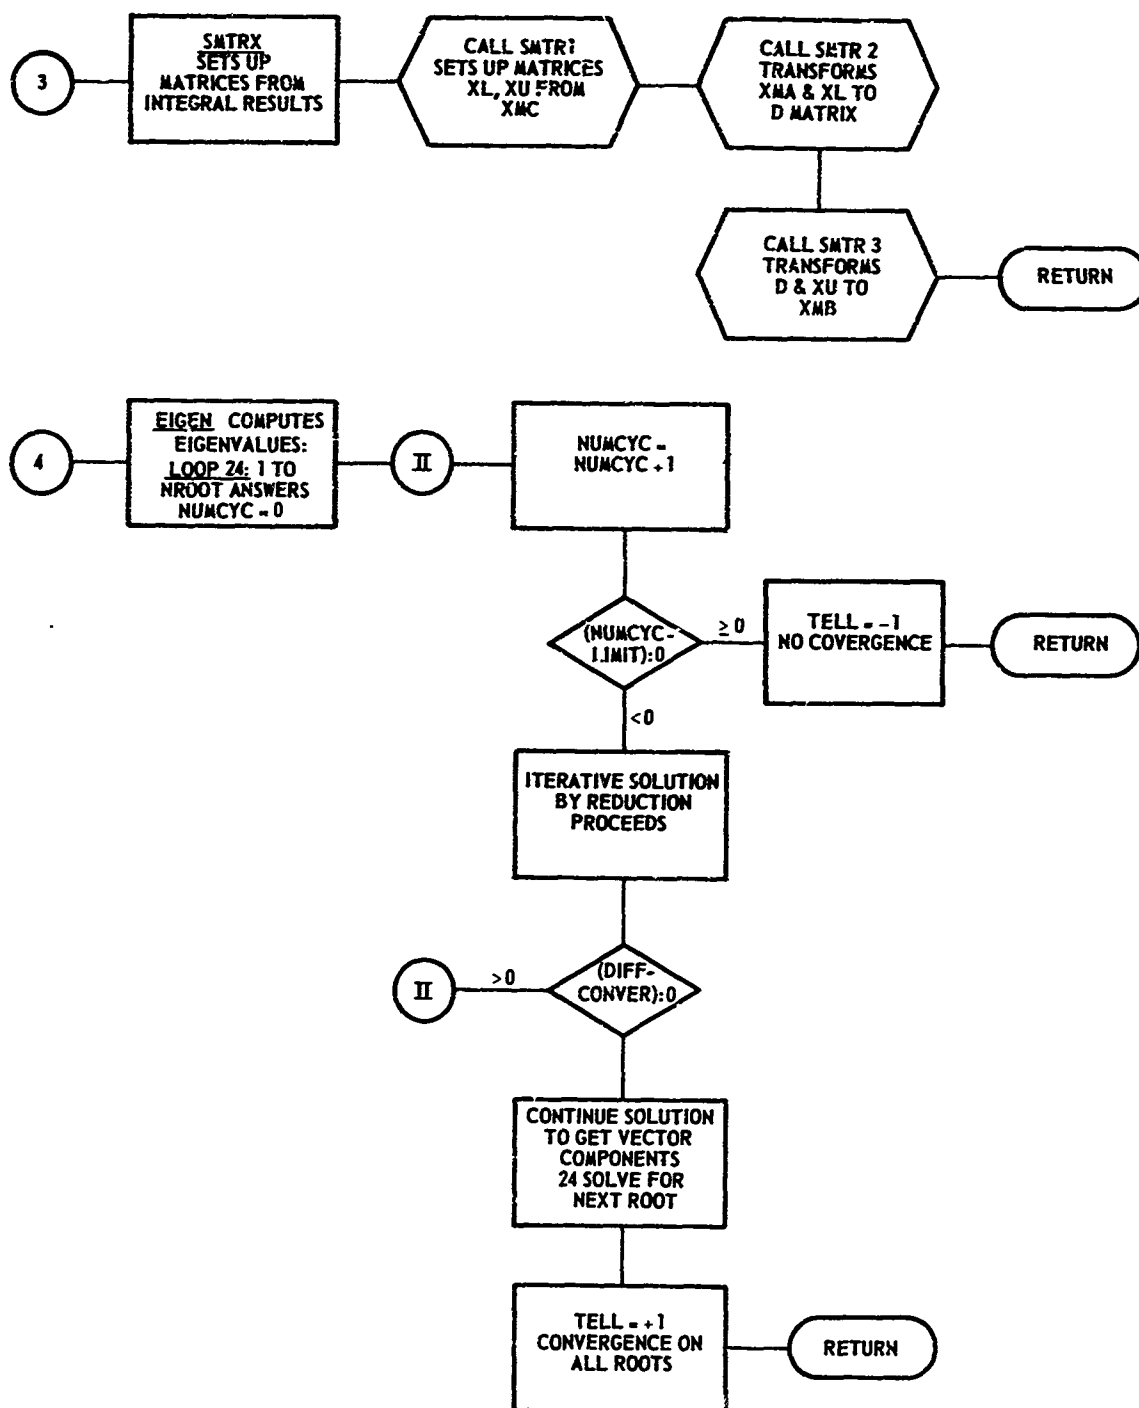 3
SMTRX
SETS UP
MATRICES FROM
INTEGRAL RESULTS
CALL SMTR1
SETS UP MATRICES
XL, XU FROM
XMC
CALL SMTR 2
TRANSFORMS
XMA & XL TO
D MATRIX
CALL SMTR 3
TRANSFORMS
D & XU TO
XMB
RETURN
4
EIGEN COMPUTES
EIGENVALUES:
LOOP 24: 1 TO
NROOT ANSWERS
NUMCYC = 0
II
NUMCYC =
NUMCYC + 1
(NUMCYC-
LIMIT):0
≥0
TELL = -1
NO COVERGENCE
RETURN
<0
ITERATIVE SOLUTION
BY REDUCTION
PROCEEDS
II
>0
(DIFF-
CONVER):0
CONTINUE SOLUTION
TO GET VECTOR
COMPONENTS
24 SOLVE FOR
NEXT ROOT
TELL = +1
CONVERGENCE ON
ALL ROOTS
RETURN